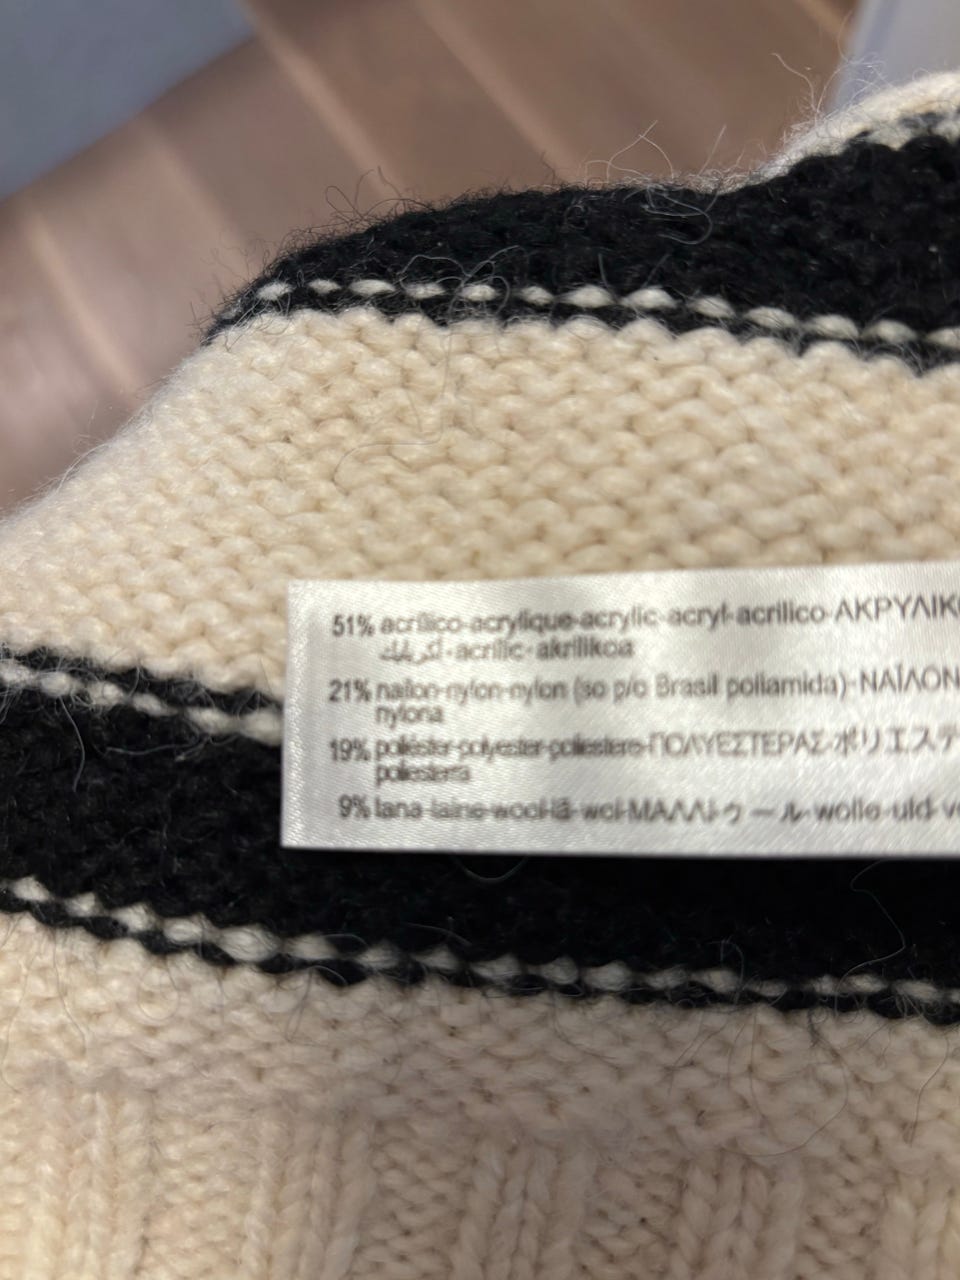 51% acrílico-acrylique-acrylic-acryl-acrilico-ΑΚΡΥΛΙΚ
-acrilic-akrilikoa
21% nailon-nylon-nylon (so p/o Brasil poliamida)-ΝΑΪΛΟΝ
nylona
19% poliéster-polyester-poliestere-ΠΟΛΥΕΣΤΕΡΑΣ-ポリエステ
poliesterra
9% lana-laine-wool-lã-wol-ΜΑΛΛΙ-ウール-wolle-uld-